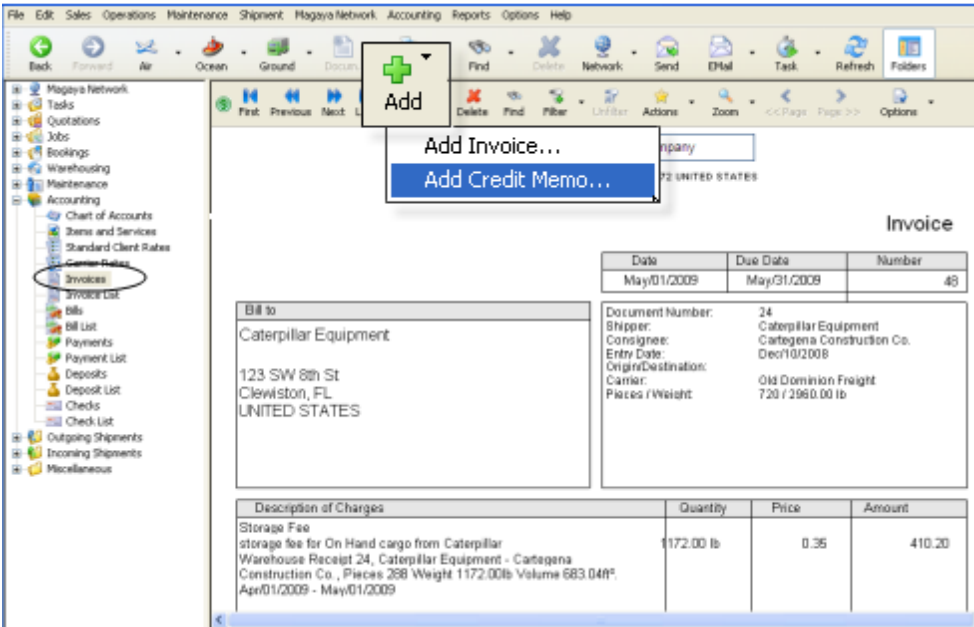 File Edit Sales Operations Maintenance Shipment Magaya Network Accounting Reports Options Help
Back Forward Air Ocean Ground Docum. Find Delete Network Send EMail Task Refresh Folders
Add
First Previous Next Delete Find Filter Unfilter Actions Zoom <<Page Page >> Options
Add Invoice...
Add Credit Memo...
Magaya Network
Tasks
Quotations
Jobs
Bookings
Warehousing
Maintenance
Accounting
Chart of Accounts
Items and Services
Standard Client Rates
Carrier Rates
Invoices
Invoice List
Bills
Bill List
Payments
Payment List
Deposits
Deposit List
Checks
Check List
Outgoing Shipments
Incoming Shipments
Miscellaneous
mpany
72 UNITED STATES
Invoice
Date Due Date Number
May/01/2009 May/31/2009 48
Bill to
Caterpillar Equipment
123 SW 8th St
Clewiston, FL
UNITED STATES
Document Number: 24
Shipper: Caterpillar Equipment
Consignee: Cartegena Construction Co.
Entry Date: Dec/10/2008
Origin/Destination:
Carrier: Old Dominion Freight
Pieces / Weight 720 / 2960.00 lb
Description of Charges Quantity Price Amount
Storage Fee
storage fee for On Hand cargo from Caterpillar 1172.00 lb 0.35 410.20
Warehouse Receipt 24, Caterpillar Equipment - Cartegena
Construction Co., Pieces 288 Weight 1172.00lb Volume 683.04ft³.
Apr/01/2009 - May/01/2009